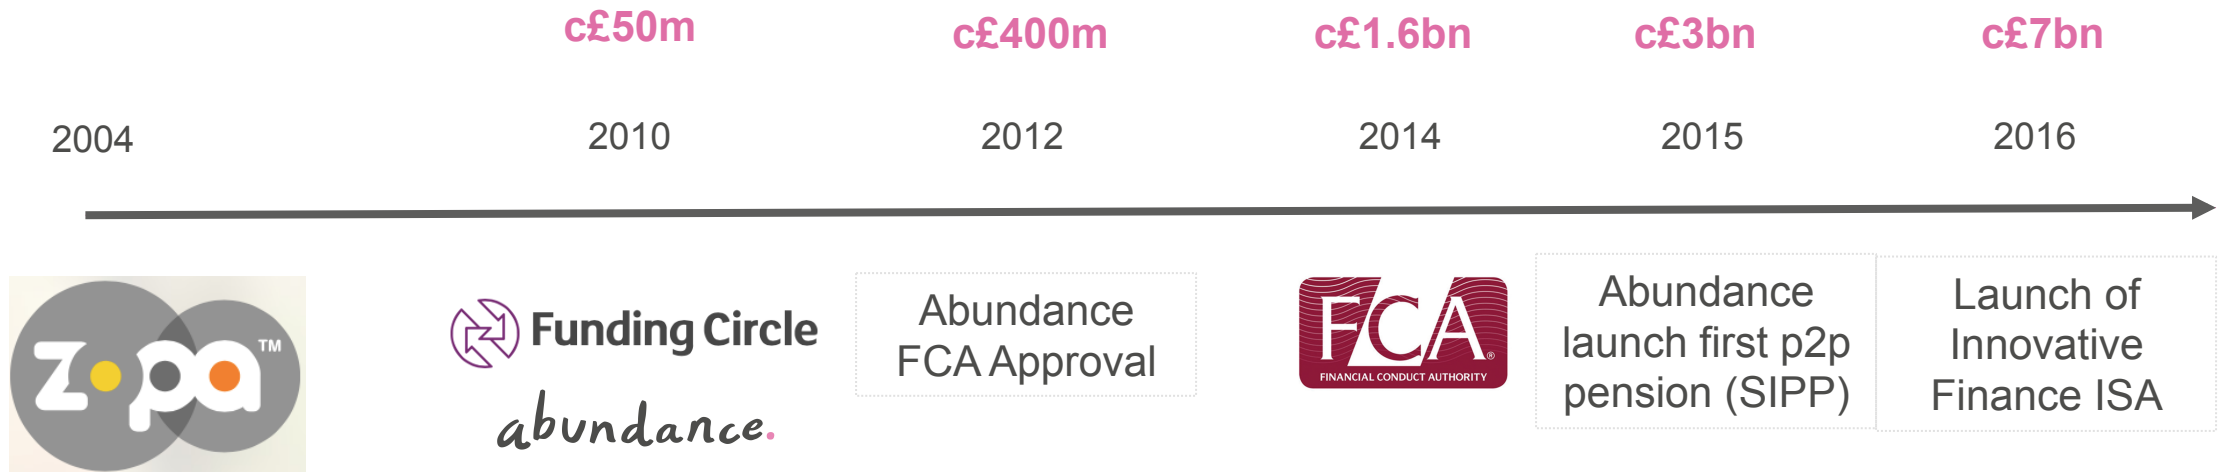 c£50m
c£400m
c£1.6bn
c£3bn
c£7bn
2004
2010
2012
2014
2015
2016
zopa™
Funding Circle
abundance.
Abundance
FCA Approval
FCA®
FINANCIAL CONDUCT AUTHORITY
Abundance
launch first p2p
pension (SIPP)
Launch of
Innovative
Finance ISA